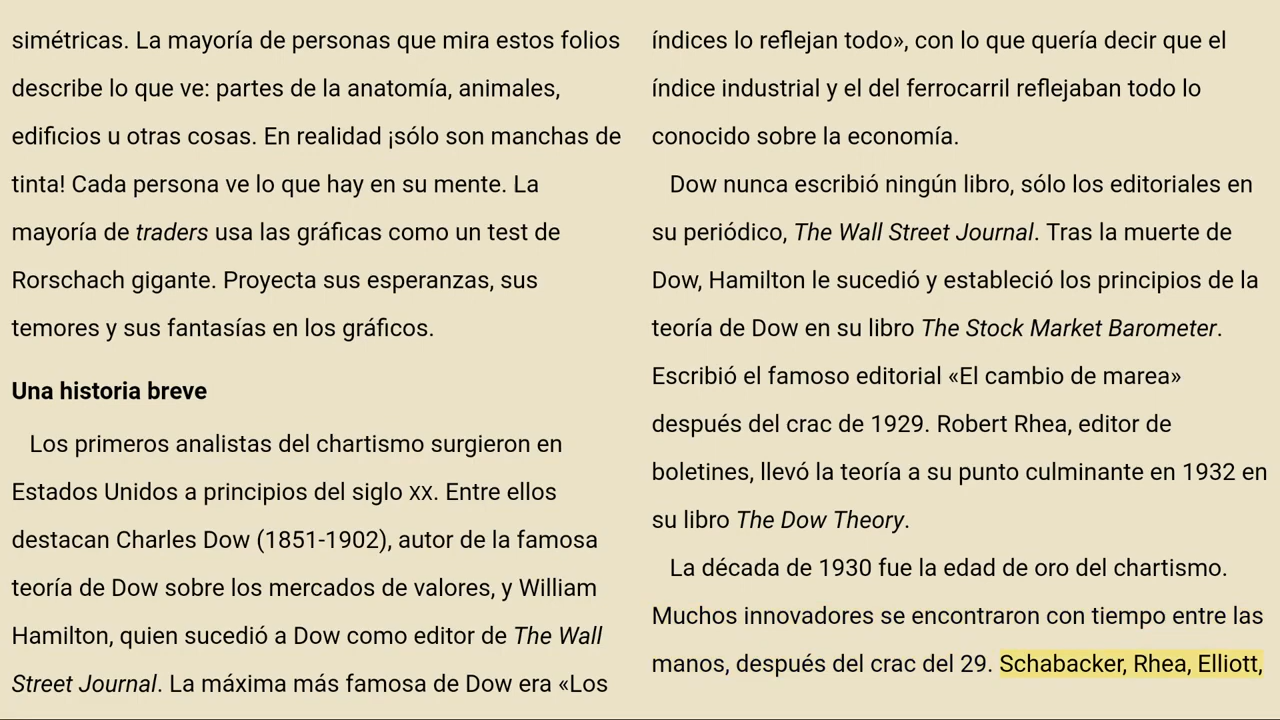 simétricas. La mayoría de personas que mira estos folios
describe lo que ve: partes de la anatomía, animales,
edificios u otras cosas. En realidad ¡sólo son manchas de
tinta! Cada persona ve lo que hay en su mente. La
mayoría de traders usa las gráficas como un test de
Rorschach gigante. Proyecta sus esperanzas, sus
temores y sus fantasías en los gráficos.
Una historia breve
Los primeros analistas del chartismo surgieron en
Estados Unidos a principios del siglo XX. Entre ellos
destacan Charles Dow (1851-1902), autor de la famosa
teoría de Dow sobre los mercados de valores, y William
Hamilton, quien sucedió a Dow como editor de The Wall
Street Journal. La máxima más famosa de Dow era «Los
índices lo reflejan todo», con lo que quería decir que el
índice industrial y el del ferrocarril reflejaban todo lo
conocido sobre la economía.
Dow nunca escribió ningún libro, sólo los editoriales en
su periódico, The Wall Street Journal. Tras la muerte de
Dow, Hamilton le sucedió y estableció los principios de la
teoría de Dow en su libro The Stock Market Barometer.
Escribió el famoso editorial «El cambio de marea»
después del crac de 1929. Robert Rhea, editor de
boletines, llevó la teoría a su punto culminante en 1932 en
su libro The Dow Theory.
La década de 1930 fue la edad de oro del chartismo.
Muchos innovadores se encontraron con tiempo entre las
manos, después del crac del 29. Schabacker, Rhea, Elliott,